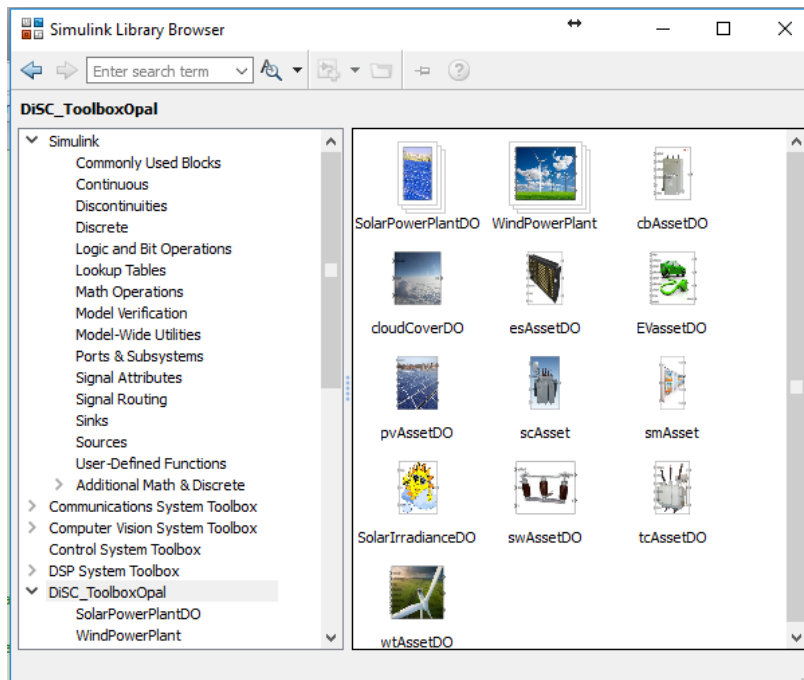 Simulink Library Browser
Enter search term
DiSC_ToolboxOpal
Simulink
Commonly Used Blocks
Continuous
Discontinuities
Discrete
Logic and Bit Operations
Lookup Tables
Math Operations
Model Verification
Model-Wide Utilities
Ports & Subsystems
Signal Attributes
Signal Routing
Sinks
Sources
User-Defined Functions
Additional Math & Discrete
Communications System Toolbox
Computer Vision System Toolbox
Control System Toolbox
DSP System Toolbox
DiSC_ToolboxOpal
SolarPowerPlantDO
WindPowerPlant
SolarPowerPlantDO WindPowerPlant cbAssetDO
cloudCoverDO esAssetDO EVassetDO
pvAssetDO scAsset smAsset
SolarIrradianceDO swAssetDO tcAssetDO
wtAssetDO